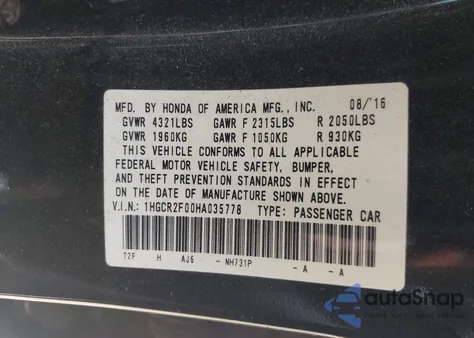 MFD. BY HONDA OF AMERICA MFG., INC. 08/'16
GVWR 4321LBS GAWR F 2315LBS R 2050LBS
GVWR 1960KG GAWR F 1050KG R 930KG
THIS VEHICLE CONFORMS TO ALL APPLICABLE
FEDERAL MOTOR VEHICLE SAFETY, BUMPER,
AND THEFT PREVENTION STANDARDS IN EFFECT
ON THE DATE OF MANUFACTURE SHOWN ABOVE.
V.I.N.: 1HGCR2F00HA035778 TYPE: PASSENGER CAR
T2F H AJ6 - NH731P - A - A
autoSnap